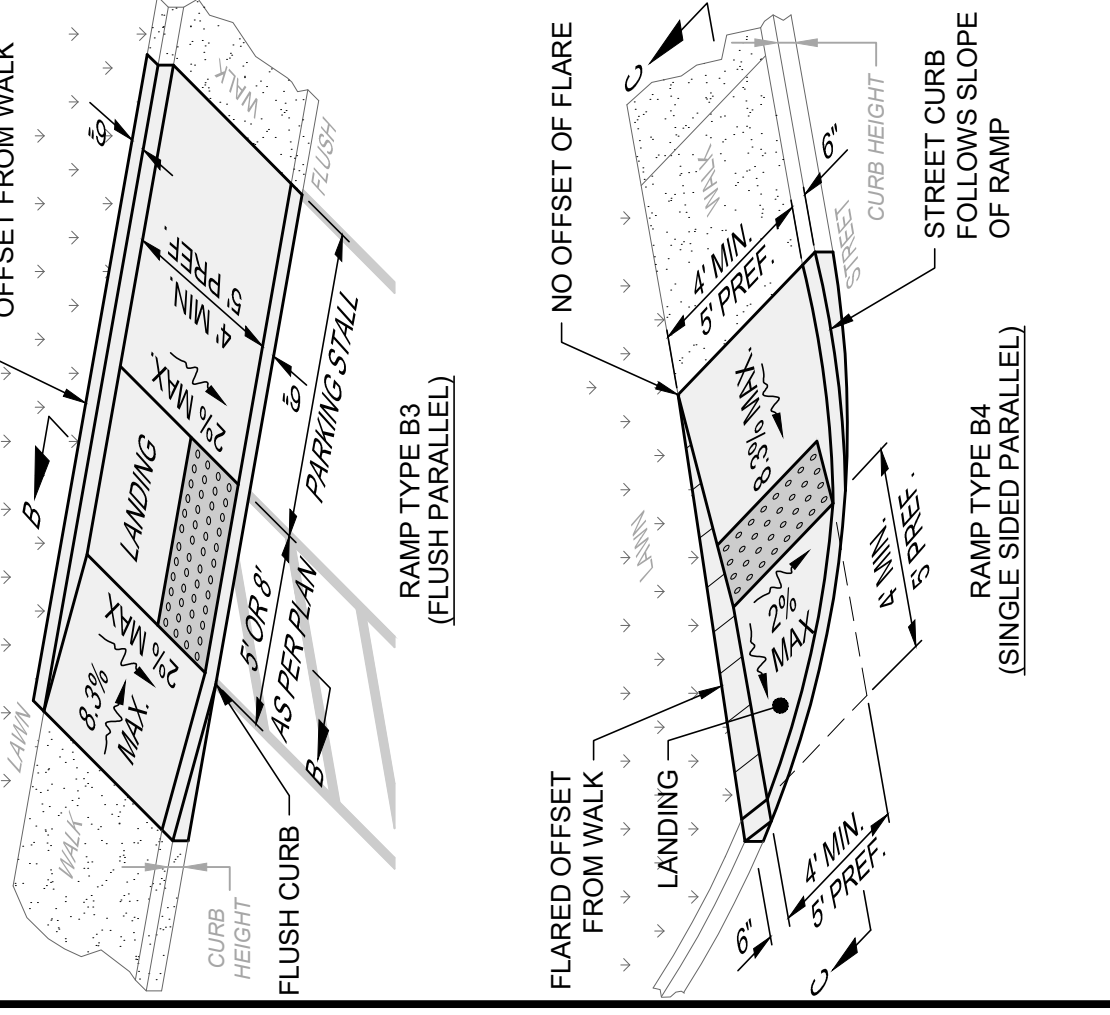 OFFSET FROM WALK
6"
WALK
FLUSH
4' MIN.
5' PREF.
2% MAX.
6"
PARKING STALL
B
LANDING
2% MAX
8.3%
MAX.
LAWN
WALK
5' OR 8'
AS PER PLAN
B
CURB
HEIGHT
FLUSH CURB
RAMP TYPE B3
(FLUSH PARALLEL)
NO OFFSET OF FLARE
C
WALK
CURB HEIGHT
6"
STREET
4' MIN.
5' PREF.
STREET CURB
FOLLOWS SLOPE
OF RAMP
8.3% MAX.
LAWN
2%
MAX
4' MIN.
5' PREF.
FLARED OFFSET
FROM WALK
LANDING
4' MIN.
5' PREF.
6"
C
RAMP TYPE B4
(SINGLE SIDED PARALLEL)